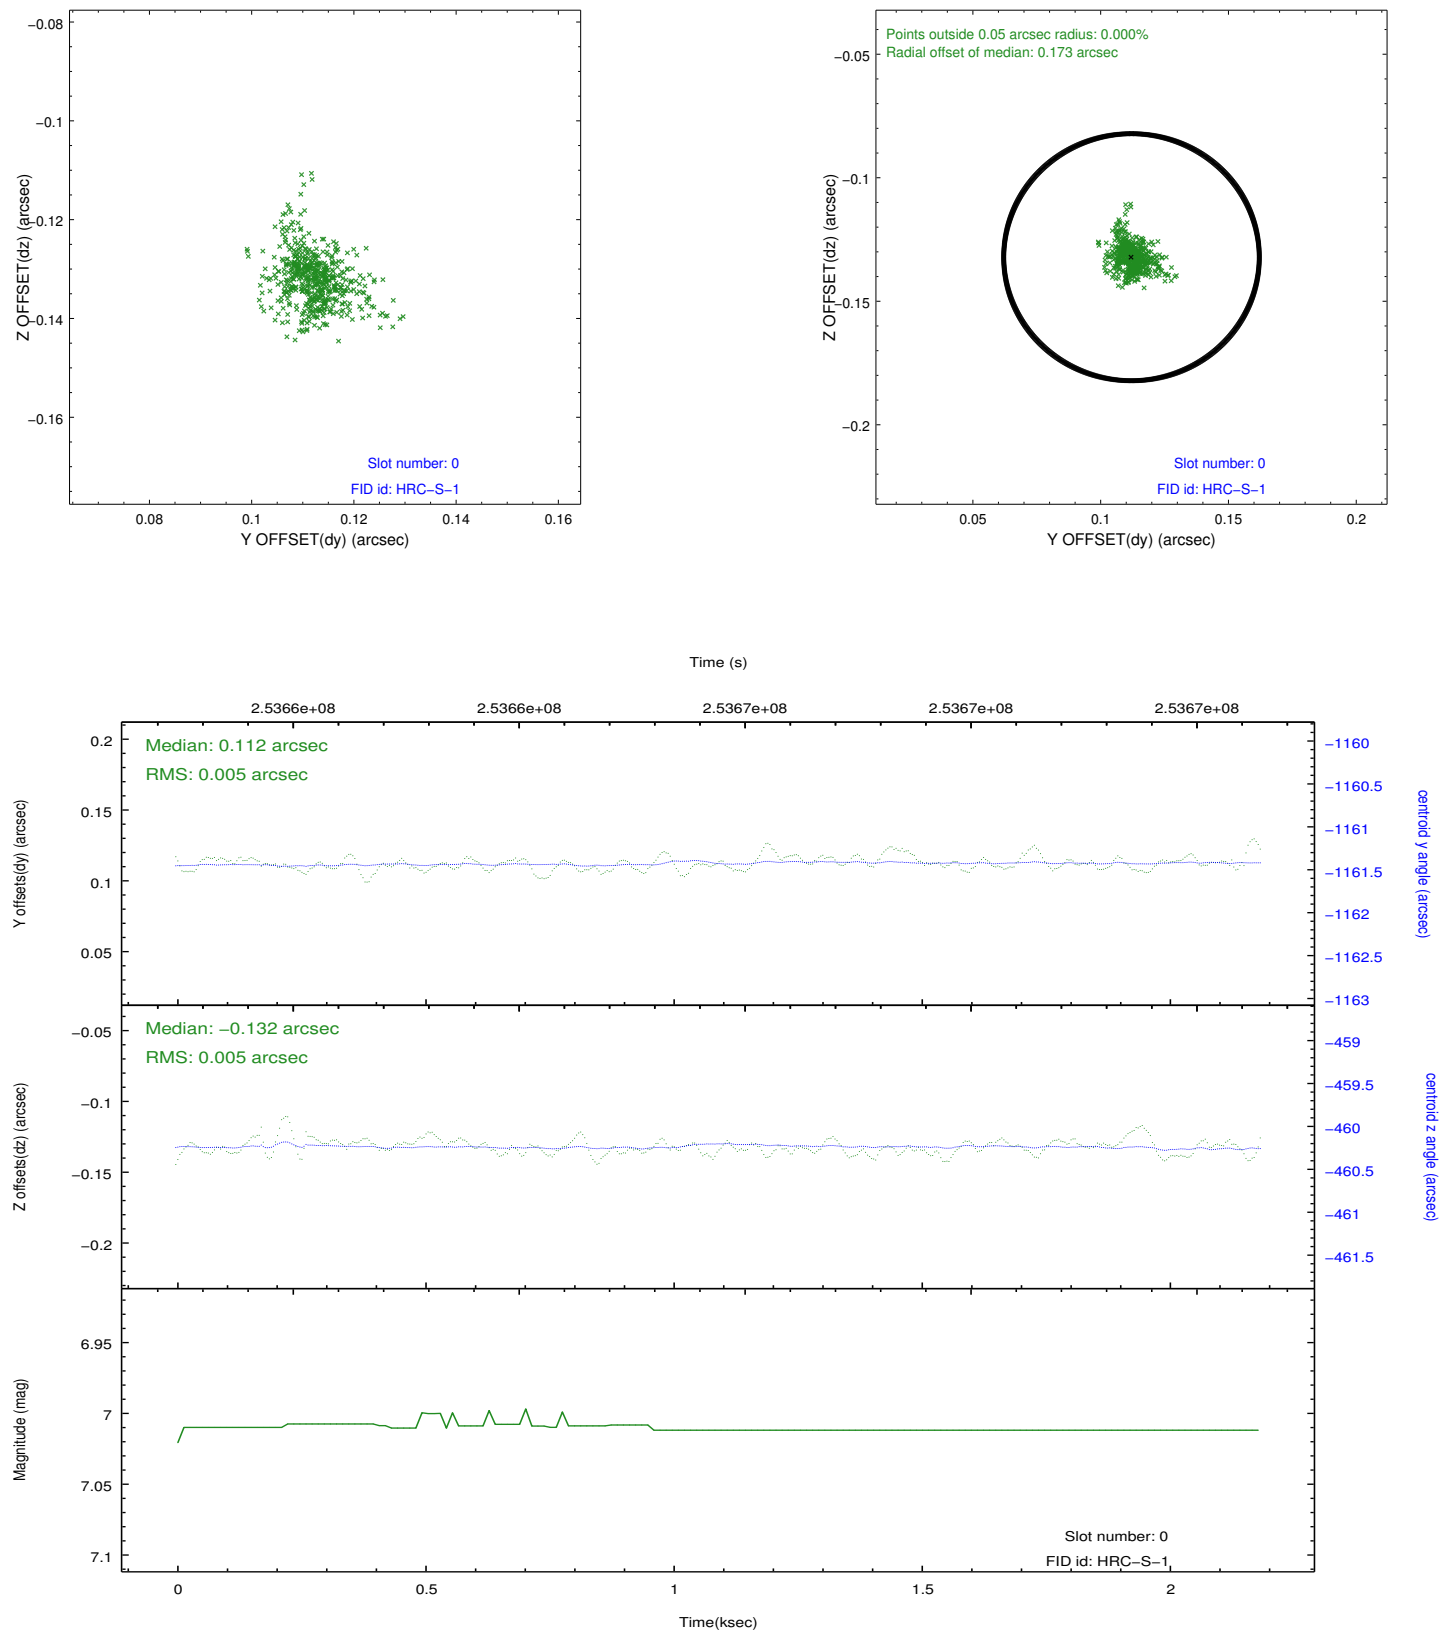 −0.08
−0.1
−0.12
−0.14
−0.16
Z OFFSET(dz) (arcsec)
Slot number: 0
FID id: HRC−S−1
0.08
0.1
0.12
0.14
0.16
Y OFFSET(dy) (arcsec)
Points outside 0.05 arcsec radius: 0.000%
Radial offset of median: 0.173 arcsec
−0.05
−0.1
−0.15
−0.2
Z OFFSET(dz) (arcsec)
Slot number: 0
FID id: HRC−S−1
0.05
0.1
0.15
0.2
Y OFFSET(dy) (arcsec)
Time (s)
2.5366e+08
2.5366e+08
2.5367e+08
2.5367e+08
2.5367e+08
Median: 0.112 arcsec
RMS: 0.005 arcsec
0.2
0.15
0.1
0.05
Y offsets(dy) (arcsec)
−1160
−1160.5
−1161
−1161.5
−1162
−1162.5
−1163
centroid y angle (arcsec)
Median: −0.132 arcsec
RMS: 0.005 arcsec
−0.05
−0.1
−0.15
−0.2
Z offsets(dz) (arcsec)
−459
−459.5
−460
−460.5
−461
−461.5
centroid z angle (arcsec)
6.95
7
7.05
7.1
Magnitude (mag)
Slot number: 0
FID id: HRC−S−1
0
0.5
1
1.5
2
Time(ksec)